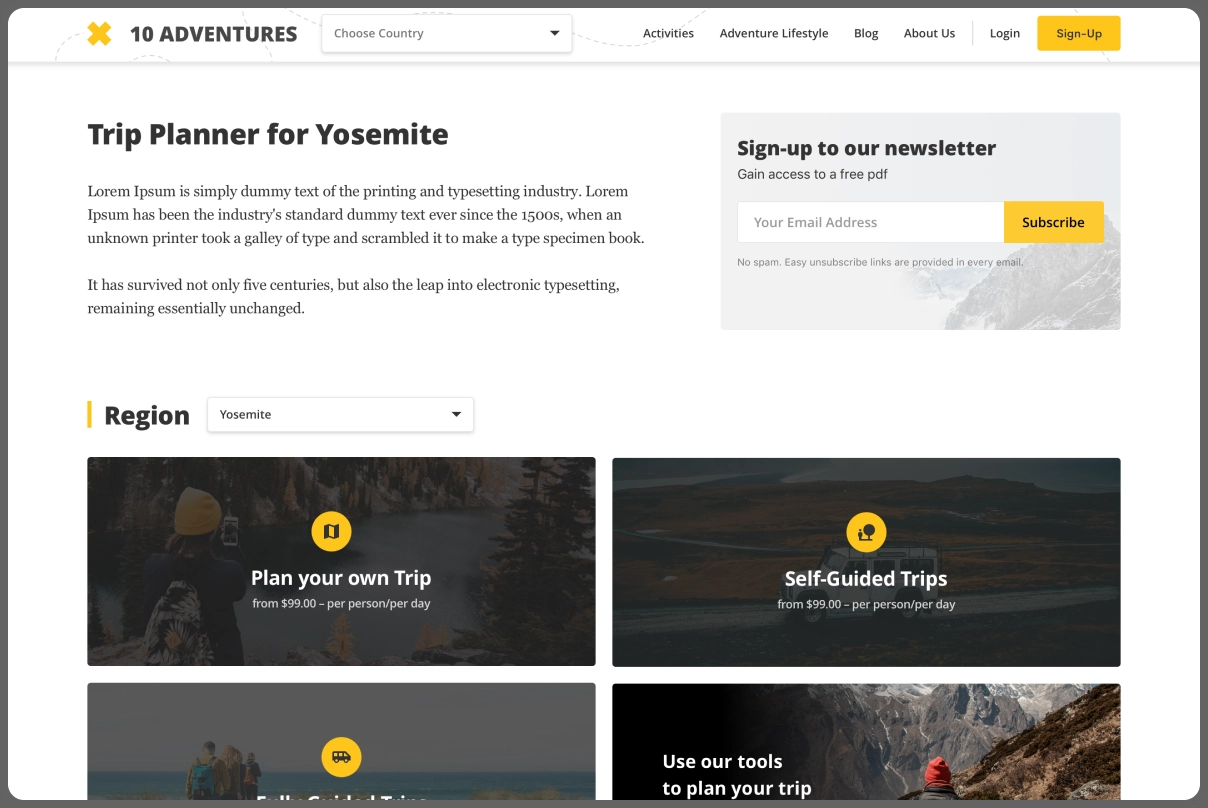 10 ADVENTURES
Choose Country
Activities
Adventure Lifestyle
Blog
About Us
Login
Sign-Up
Trip Planner for Yosemite
Lorem Ipsum is simply dummy text of the printing and typesetting industry. Lorem
Ipsum has been the industry's standard dummy text ever since the 1500s, when an
unknown printer took a galley of type and scrambled it to make a type specimen book.
It has survived not only five centuries, but also the leap into electronic typesetting,
remaining essentially unchanged.
Sign-up to our newsletter
Gain access to a free pdf
Your Email Address
Subscribe
No spam. Easy unsubscribe links are provided in every email.
Region
Yosemite
Plan your own Trip
from $99.00 – per person/per day
Self-Guided Trips
from $99.00 – per person/per day
Fully Guided Trips
Use our tools
to plan your trip